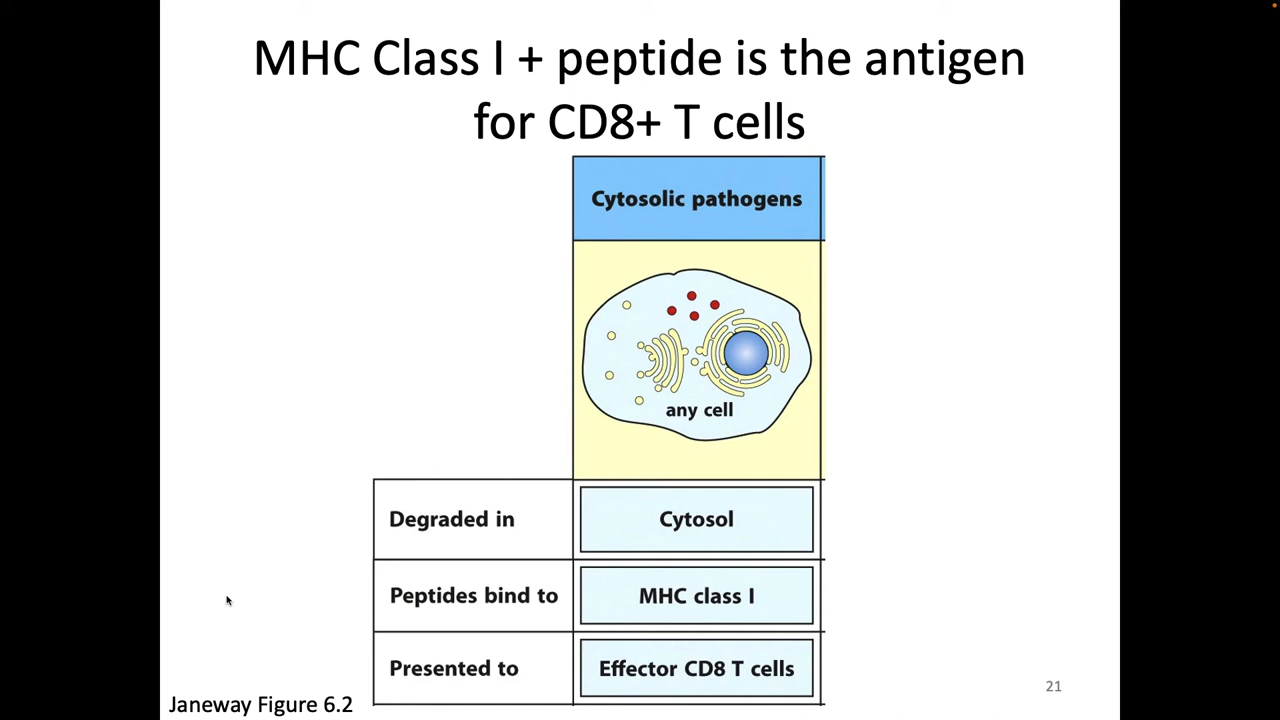 MHC Class I + peptide is the antigen
for CD8+ T cells
Cytosolic pathogens
any cell
Degraded in
Cytosol
Peptides bind to
MHC class I
Presented to
Effector CD8 T cells
Janeway Figure 6.2
21